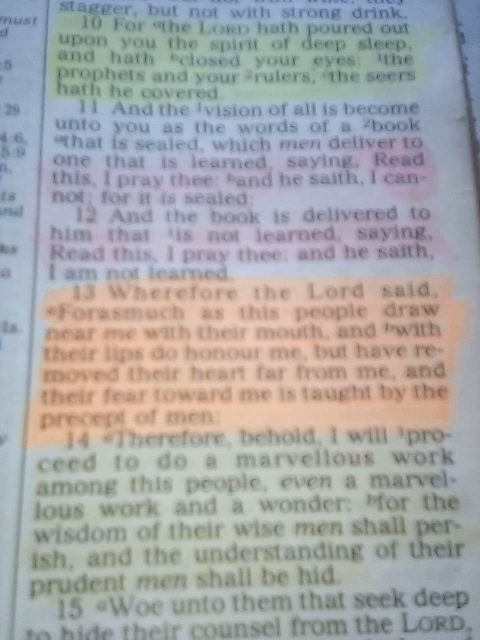 stagger, but not with strong drink.
10 For the LORD hath poured out
upon you the spirit of deep sleep,
and hath closed your eyes: the
prophets and your rulers, the seers
hath he covered.
11 And the vision of all is become
unto you as the words of a book
that is sealed, which men deliver to
one that is learned, saying, Read
this, I pray thee: and he saith, I can-
not; for it is sealed:
12 And the book is delivered to
him that is not learned, saying,
Read this, I pray thee: and he saith,
I am not learned.
13 Wherefore the Lord said,
Forasmuch as this people draw
near me with their mouth, and with
their lips do honour me, but have re-
moved their heart far from me, and
their fear toward me is taught by the
precept of men:
14 Therefore, behold, I will pro-
ceed to do a marvellous work
among this people, even a marvel-
lous work and a wonder: for the
wisdom of their wise men shall per-
ish, and the understanding of their
prudent men shall be hid.
15 Woe unto them that seek deep
to hide their counsel from the LORD,